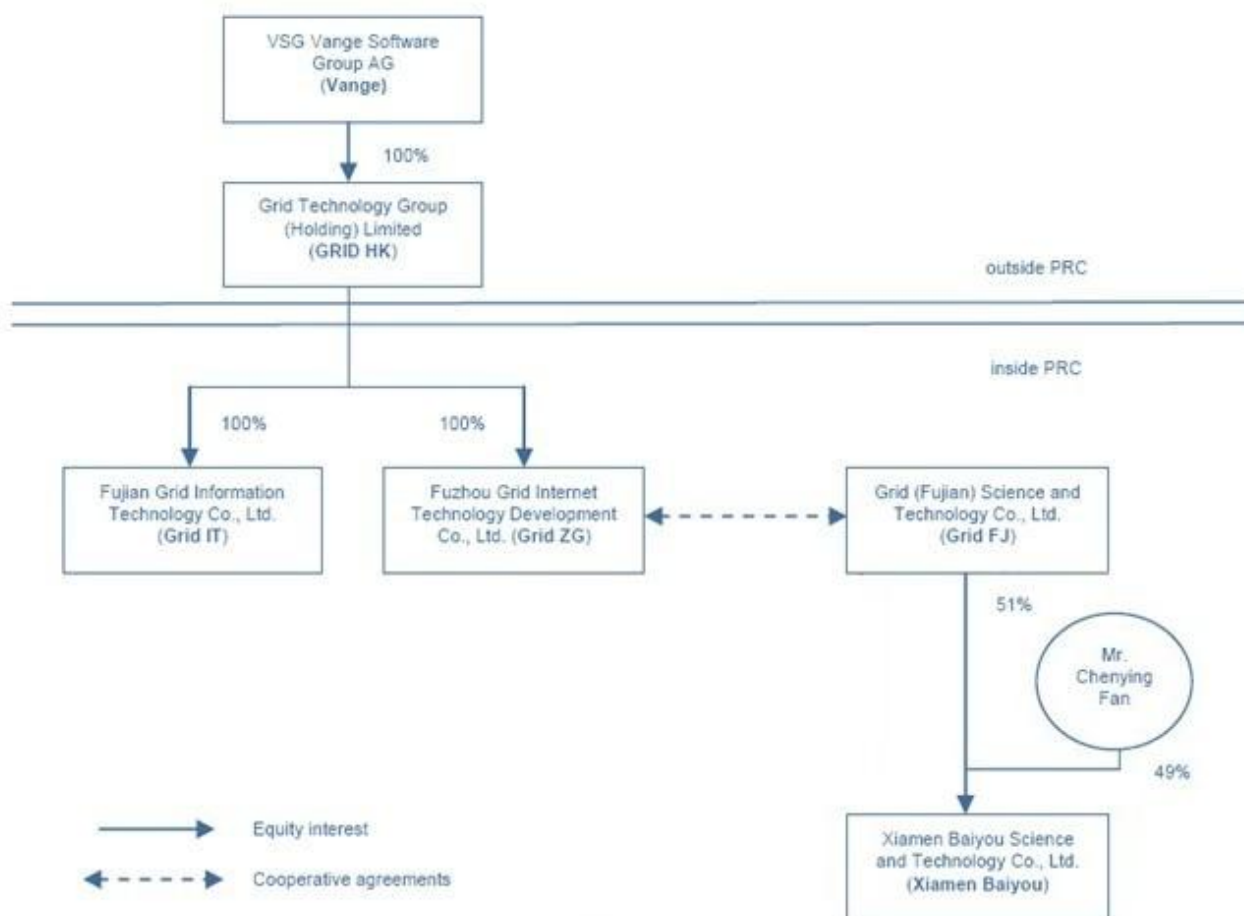 VSG Vange Software
Group AG
(Vange)
100%
Grid Technology Group
(Holding) Limited
(GRID HK)
outside PRC
inside PRC
100%
100%
Fujian Grid Information
Technology Co., Ltd.
(Grid IT)
Fuzhou Grid Internet
Technology Development
Co., Ltd. (Grid ZG)
Grid (Fujian) Science and
Technology Co., Ltd.
(Grid FJ)
51%
Mr.
Chenying
Fan
49%
Xiamen Baiyou Science
and Technology Co., Ltd.
(Xiamen Baiyou)
Equity interest
Cooperative agreements